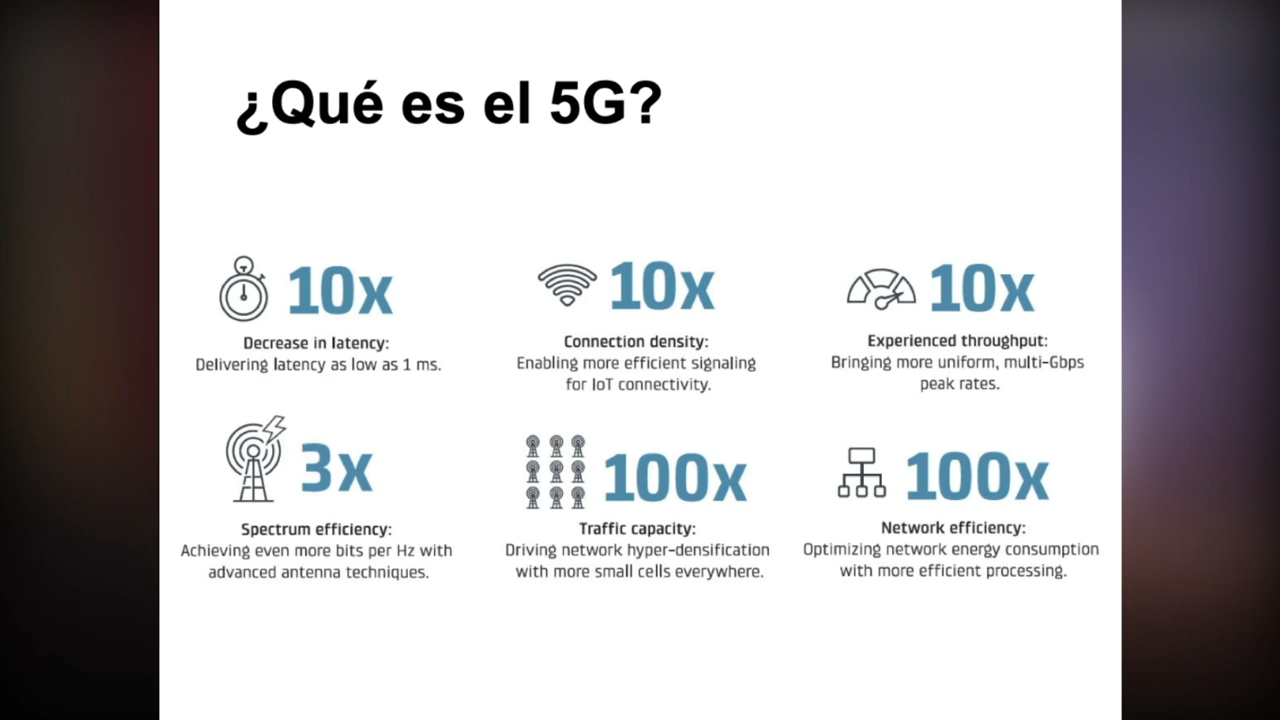 ¿Qué es el 5G?
10x
Decrease in latency:
Delivering latency as low as 1 ms.
10x
Connection density:
Enabling more efficient signaling
for IoT connectivity.
10x
Experienced throughput:
Bringing more uniform, multi-Gbps
peak rates.
3x
Spectrum efficiency:
Achieving even more bits per Hz with
advanced antenna techniques.
100x
Traffic capacity:
Driving network hyper-densification
with more small cells everywhere.
100x
Network efficiency:
Optimizing network energy consumption
with more efficient processing.